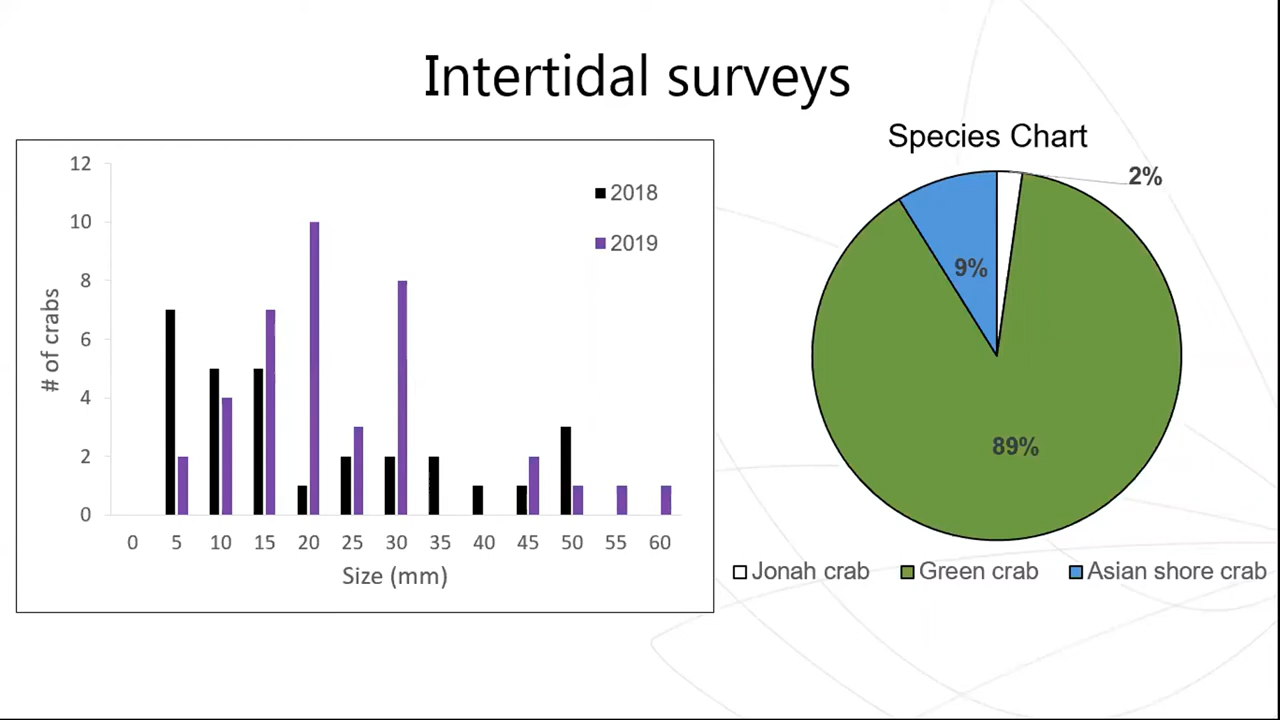 Intertidal surveys
12
10
8
6
4
2
0
# of crabs
2018
2019
0 5 10 15 20 25 30 35 40 45 50 55 60
Size (mm)
Species Chart
2%
9%
89%
Jonah crab Green crab Asian shore crab